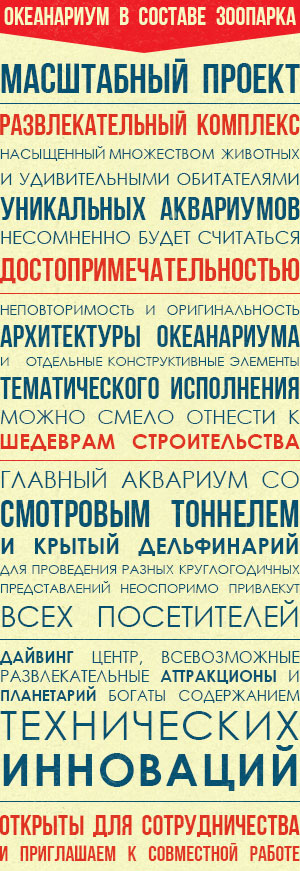 ОКЕАНАРИУМ В СОСТАВЕ ЗООПАРКА
МАСШТАБНЫЙ ПРОЕКТ
РАЗВЛЕКАТЕЛЬНЫЙ КОМПЛЕКС
НАСЫЩЕННЫЙ МНОЖЕСТВОМ ЖИВОТНЫХ
И УДИВИТЕЛЬНЫМИ ОБИТАТЕЛЯМИ
УНИКАЛЬНЫХ АКВАРИУМОВ
НЕСОМНЕННО БУДЕТ СЧИТАТЬСЯ
ДОСТОПРИМЕЧАТЕЛЬНОСТЬЮ
НЕПОВТОРИМОСТЬ И ОРИГИНАЛЬНОСТЬ
АРХИТЕКТУРЫ ОКЕАНАРИУМА
И ОТДЕЛЬНЫЕ КОНСТРУКТИВНЫЕ ЭЛЕМЕНТЫ
ТЕМАТИЧЕСКОГО ИСПОЛНЕНИЯ
МОЖНО СМЕЛО ОТНЕСТИ К
ШЕДЕВРАМ СТРОИТЕЛЬСТВА
ГЛАВНЫЙ АКВАРИУМ СО
СМОТРОВЫМ ТОННЕЛЕМ
И КРЫТЫЙ ДЕЛЬФИНАРИЙ
ДЛЯ ПРОВЕДЕНИЯ РАЗНЫХ КРУГЛОГОДИЧНЫХ
ПРЕДСТАВЛЕНИЙ НЕОСПОРИМО ПРИВЛЕКУТ
ВСЕХ ПОСЕТИТЕЛЕЙ
ДАЙВИНГ ЦЕНТР, ВСЕВОЗМОЖНЫЕ
РАЗВЛЕКАТЕЛЬНЫЕ АТТРАКЦИОНЫ И
ПЛАНЕТАРИЙ БОГАТЫ СОДЕРЖАНИЕМ
ТЕХНИЧЕСКИХ
ИННОВАЦИЙ
ОТКРЫТЫ ДЛЯ СОТРУДНИЧЕСТВА
И ПРИГЛАШАЕМ К СОВМЕСТНОЙ РАБОТЕ